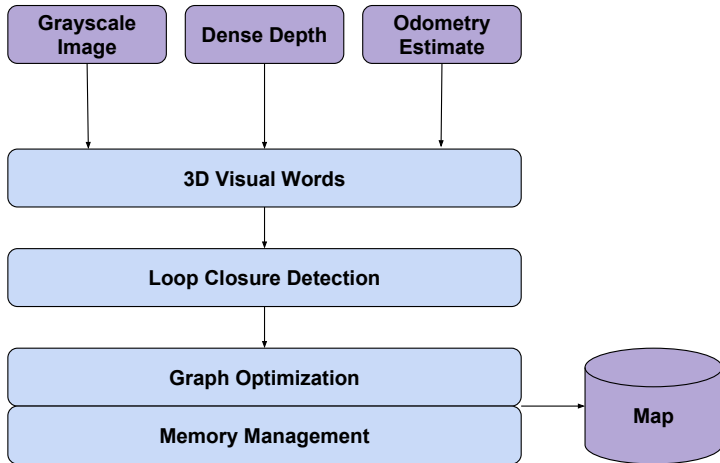 Grayscale
Image
Dense Depth
Odometry
Estimate
3D Visual Words
Loop Closure Detection
Graph Optimization
Memory Management
Map